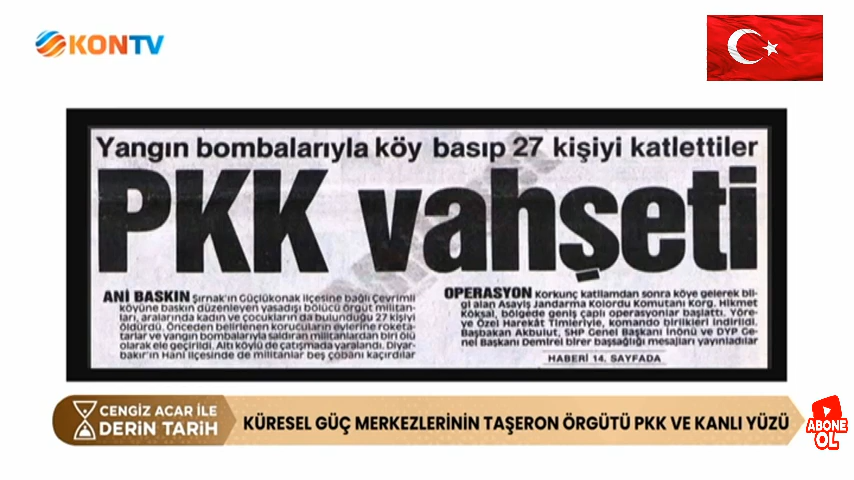 KONTV
Yangın bombalarıyla köy basıp 27 kişiyi katlettiler
PKK vahşeti
ANİ BASKIN Şırnak'ın Güçlükonak ilçesine bağlı Çevrimli
köyüne baskın düzenleyen yasadışı bölücü örgüt militan-
ları, aralarında kadın ve çocukların da bulunduğu 27 kişiyi
öldürdü. Önceden belirlenen korucuların evlerine roketa-
tarlar ve yangın bombalarıyla saldıran militanlardan biri ölü
olarak ele geçirildi. Altı köylü de çatışmada yaralandı. Diyar-
bakır'ın Hani ilçesinde de militanlar beş çobanı kaçırdılar
OPERASYON Korkunç katliamdan sonra köye gelerek bil-
gi alan Asayiş Jandarma Kolordu Komutanı Korg. Hikmet
Köksal, bölgede geniş çaplı operasyonlar başlattı. Yöre-
ye Özel Harekât Timleriyle, komando birlikleri indirildi.
Başbakan Akbulut, SHP Genel Başkanı İnönü ve DYP Ge-
nel Başkanı Demirel birer başsağlığı mesajları yayınladılar
HABERİ 14. SAYFADA
CENGİZ ACAR İLE
DERİN TARİH
KÜRESEL GÜÇ MERKEZLERİNİN TAŞERON ÖRGÜTÜ PKK VE KANLI YÜZÜ
ABONE
OL